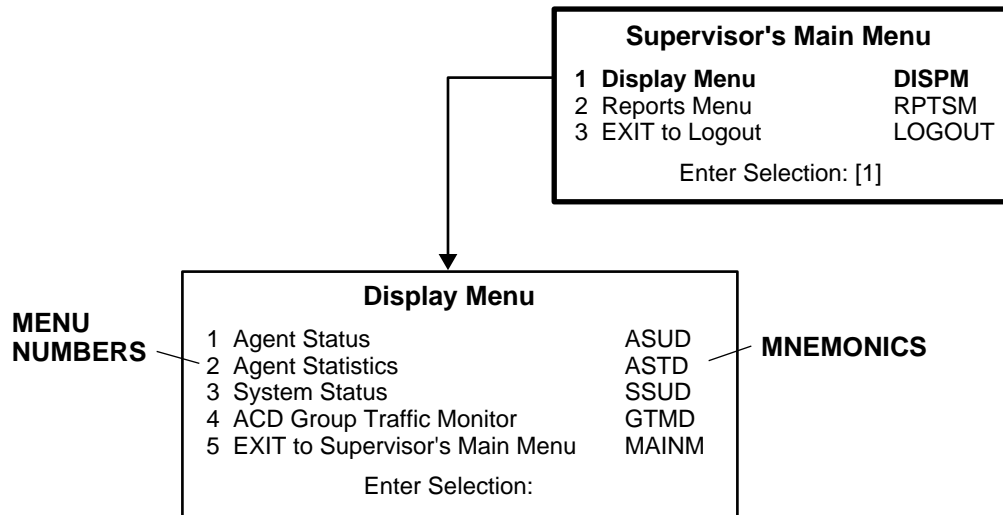 Supervisor's Main Menu
1 Display Menu DISPM
2 Reports Menu RPTSM
3 EXIT to Logout LOGOUT
Enter Selection: [1]
Display Menu
MENU
NUMBERS
1 Agent Status ASUD
2 Agent Statistics ASTD
3 System Status SSUD
4 ACD Group Traffic Monitor GTMD
5 EXIT to Supervisor's Main Menu MAINM
MNEMONICS
Enter Selection: